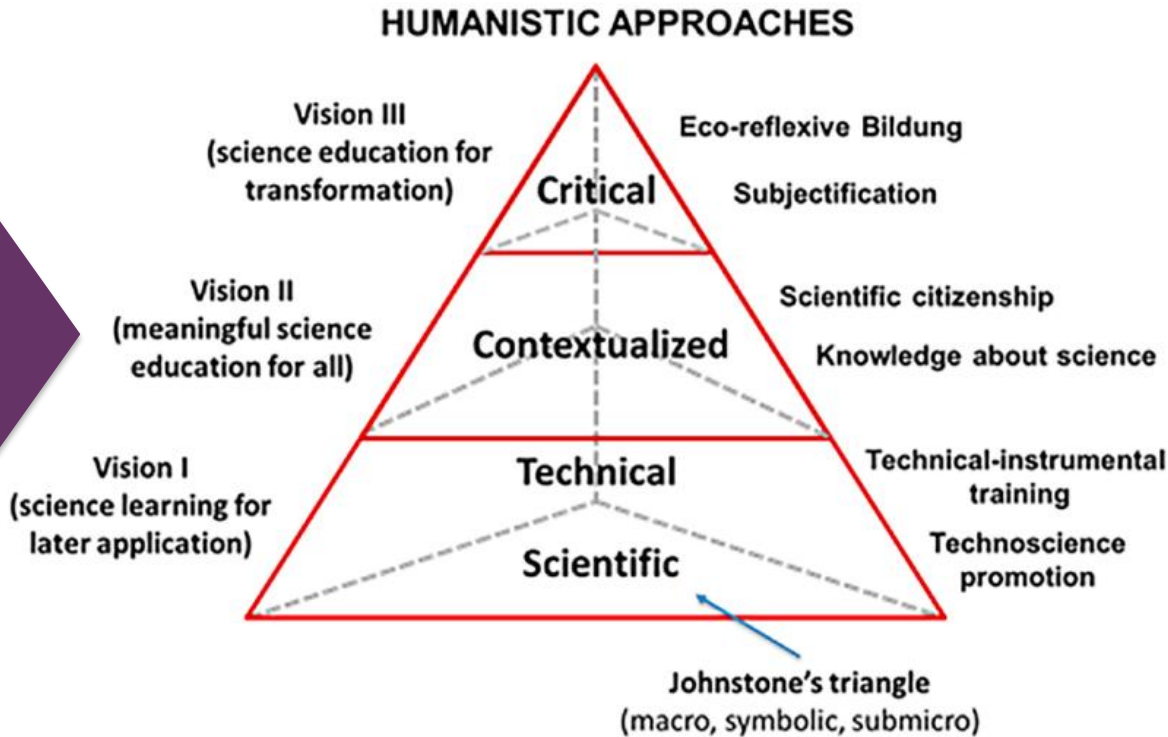 HUMANISTIC APPROACHES
Vision III
(science education for
transformation)
Critical
Eco-reflexive Bildung
Subjectification
Vision II
(meaningful science
education for all)
Contextualized
Scientific citizenship
Knowledge about science
Vision I
(science learning for
later application)
Technical
Scientific
Technical-instrumental
training
Technoscience
promotion
Johnstone's triangle
(macro, symbolic, submicro)